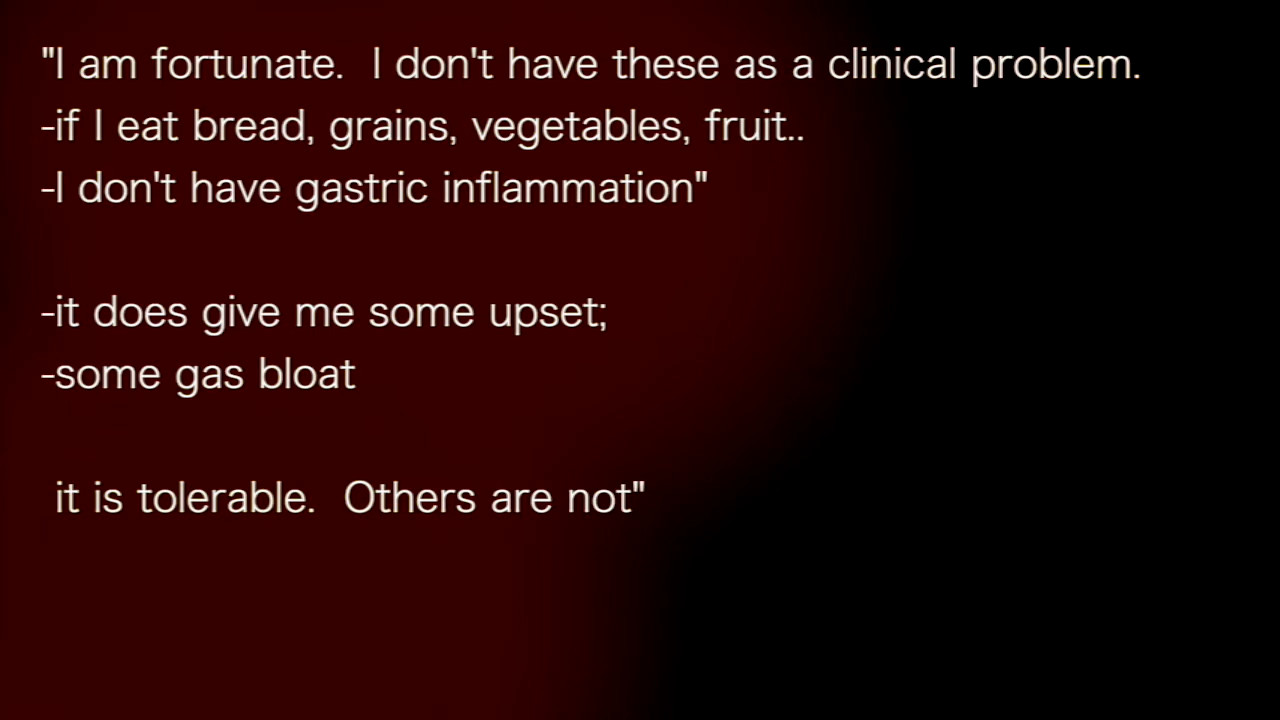 "I am fortunate.  I don't have these as a clinical problem.
-if I eat bread, grains, vegetables, fruit..
-I don't have gastric inflammation"
-it does give me some upset;
-some gas bloat
it is tolerable.  Others are not"